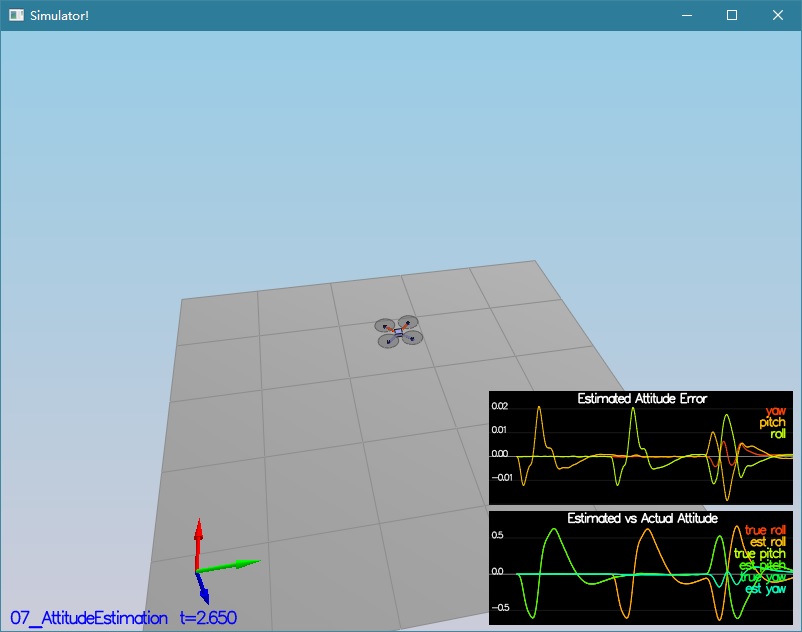 Simulator!
Estimated Attitude Error
0.02
yaw
pitch
0.01
roll
0.00
-0.01
Estimated vs Actual Attitude
true roll
0.5
est roll
true pitch
est pitch
0.0
true yaw
est yaw
-0.5
07_AttitudeEstimation t=2.650